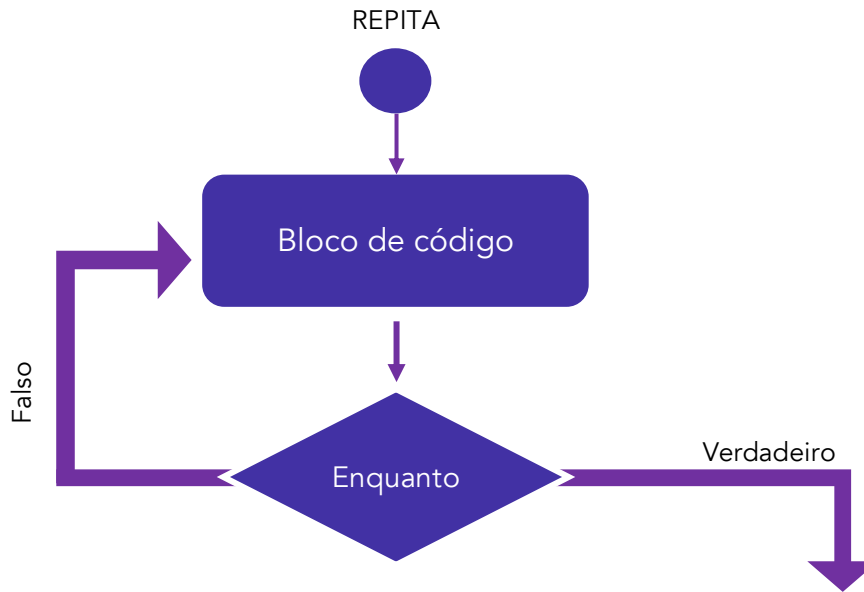 REPITA
Bloco de código
Falso
Enquanto
Verdadeiro